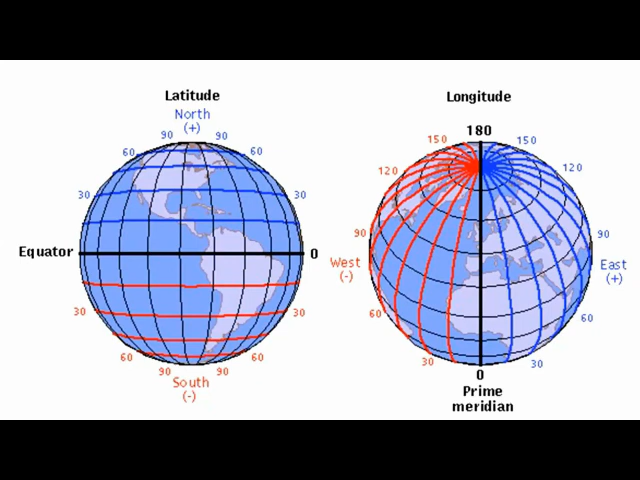 Latitude
North
(+)
90 90
60 60
30 30
Equator 0
30 30
60 60
90 90
South
(-)
Longitude
180
150 150
120 120
90 90
West
(-)
East
(+)
60 60
30 30
0
Prime
meridian